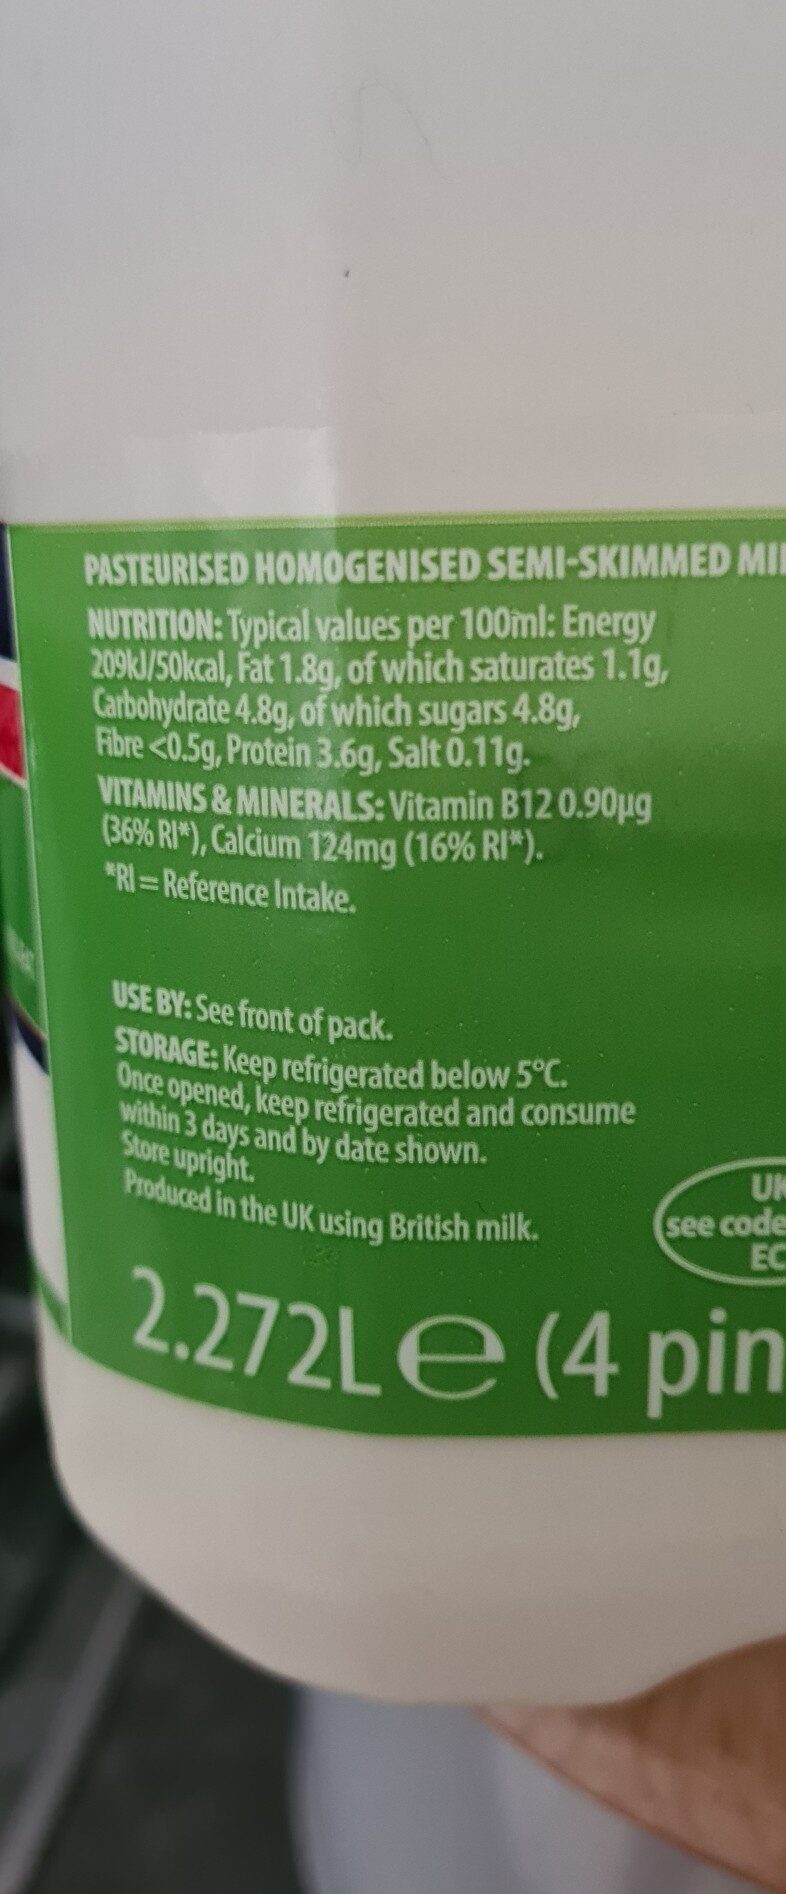 PASTEURISED HOMOGENISED SEMI-SKIMMED
NUTRITION: Typical values per 100ml: Energy
209kJ/50kcal, Fat 1.8g, of which saturates 1.1g,
Carbohydrate 4.8g, of which sugars 4.8g,
Fibre <0.5g, Protein 3.6g, Salt 0.11g.
VITAMINS & MINERALS: Vitamin B12 0.90µg
(36% RI*), Calcium 124mg (16% RI*).
*RI = Reference Intake.
USE BY: See front of pack.
STORAGE: Keep refrigerated below 5°C.
Once opened, keep refrigerated and consume
within 3 days and by date shown.
Store upright.
Produced in the UK using British milk.
UK
see code
EC
2.272L e (4